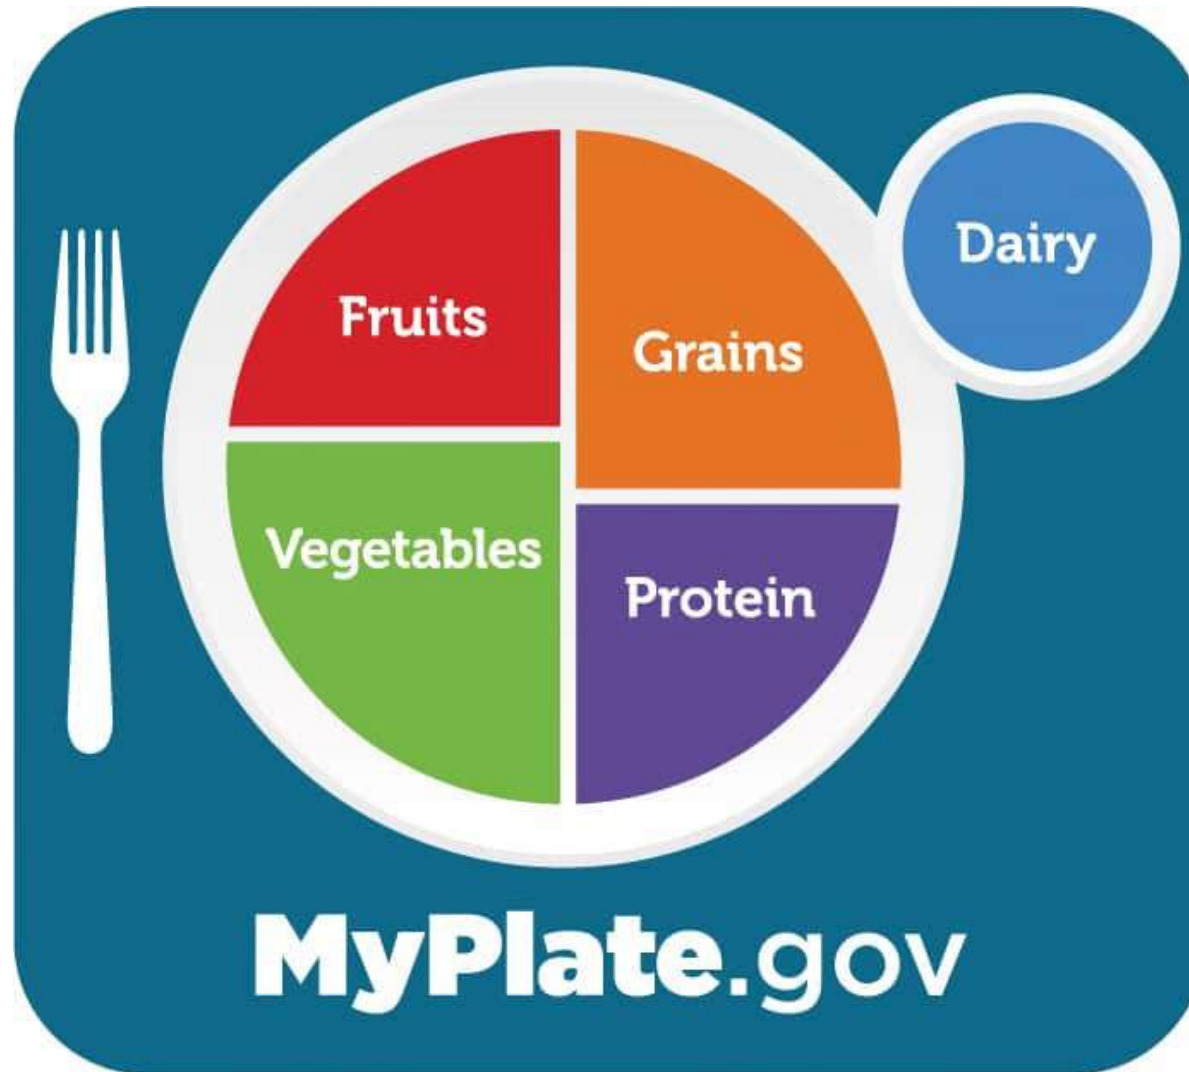 Fruits
Grains
Dairy
Vegetables
Protein
MyPlate.gov